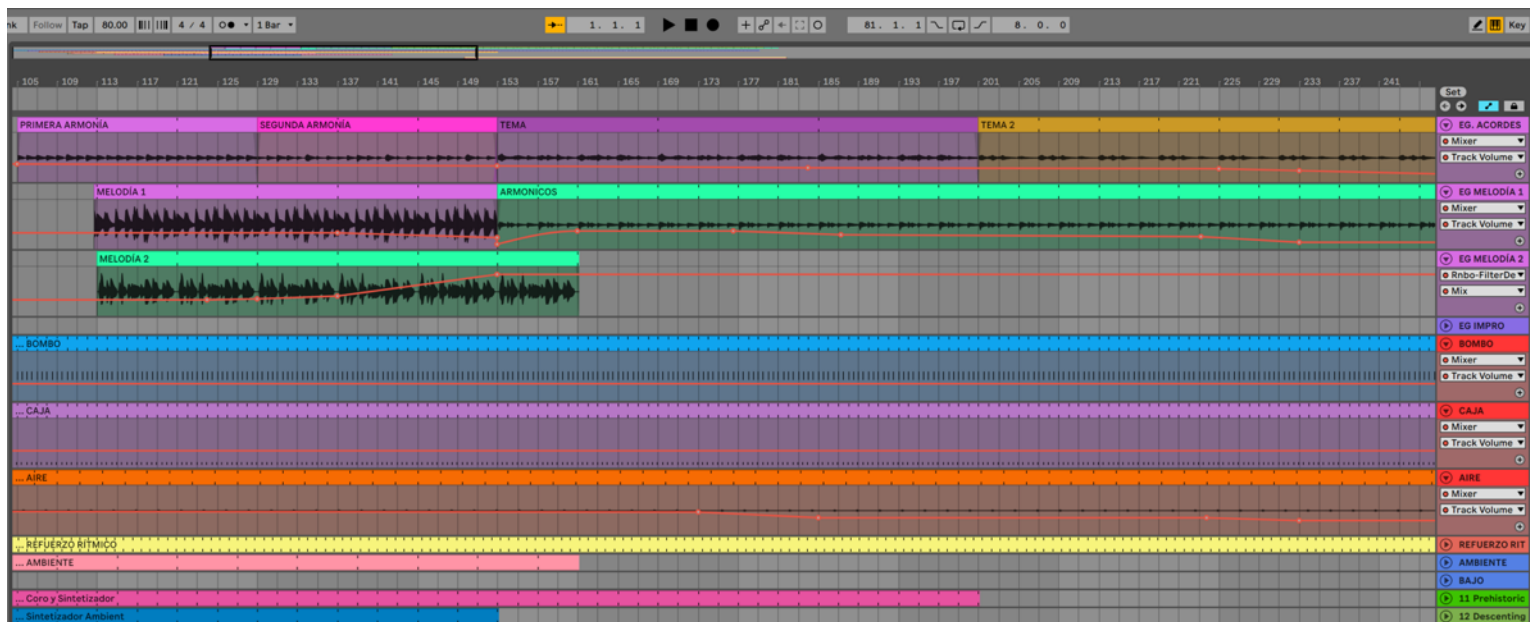 nk Follow Tap 80.00 4 / 4 1 Bar 1. 1. 1 81. 1. 1 8. 0. 0 Key
105 109 113 117 121 125 129 133 137 141 145 149 153 157 161 165 169 173 177 181 185 189 193 197 201 205 209 213 217 221 225 229 233 237 241
Set
PRIMERA ARMONÍA SEGUNDA ARMONÍA TEMA TEMA 2 EG. ACORDES
Mixer
Track Volume
MELODÍA 1 ARMONICOS EG MELODÍA 1
Mixer
Track Volume
MELODÍA 2 EG MELODÍA 2
Rnbo-FilterDe
Mix
EG IMPRO
... BOMBO BOMBO
Mixer
Track Volume
... CAJA CAJA
Mixer
Track Volume
... AIRE AIRE
Mixer
Track Volume
... REFUERZO RÍTMICO REFUERZO RIT
... AMBIENTE AMBIENTE
BAJO
... Coro y Sintetizador 11 Prehistoric
... Sintetizador Ambient 12 Descenting